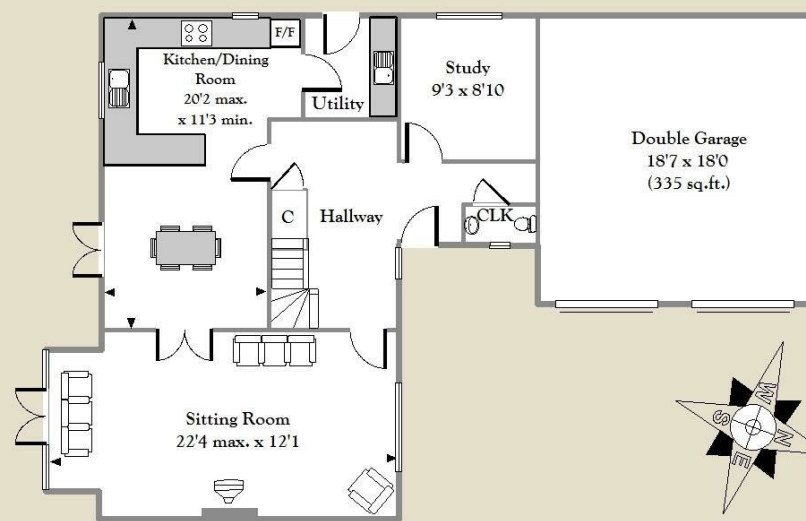 F/F
Kitchen/Dining
Room
20'2 max.
x 11'3 min.
Utility
Study
9'3 x 8'10
Double Garage
18'7 x 18'0
(335 sq.ft.)
C
Hallway
CLK
Sitting Room
22'4 max. x 12'1
W
S
N
E